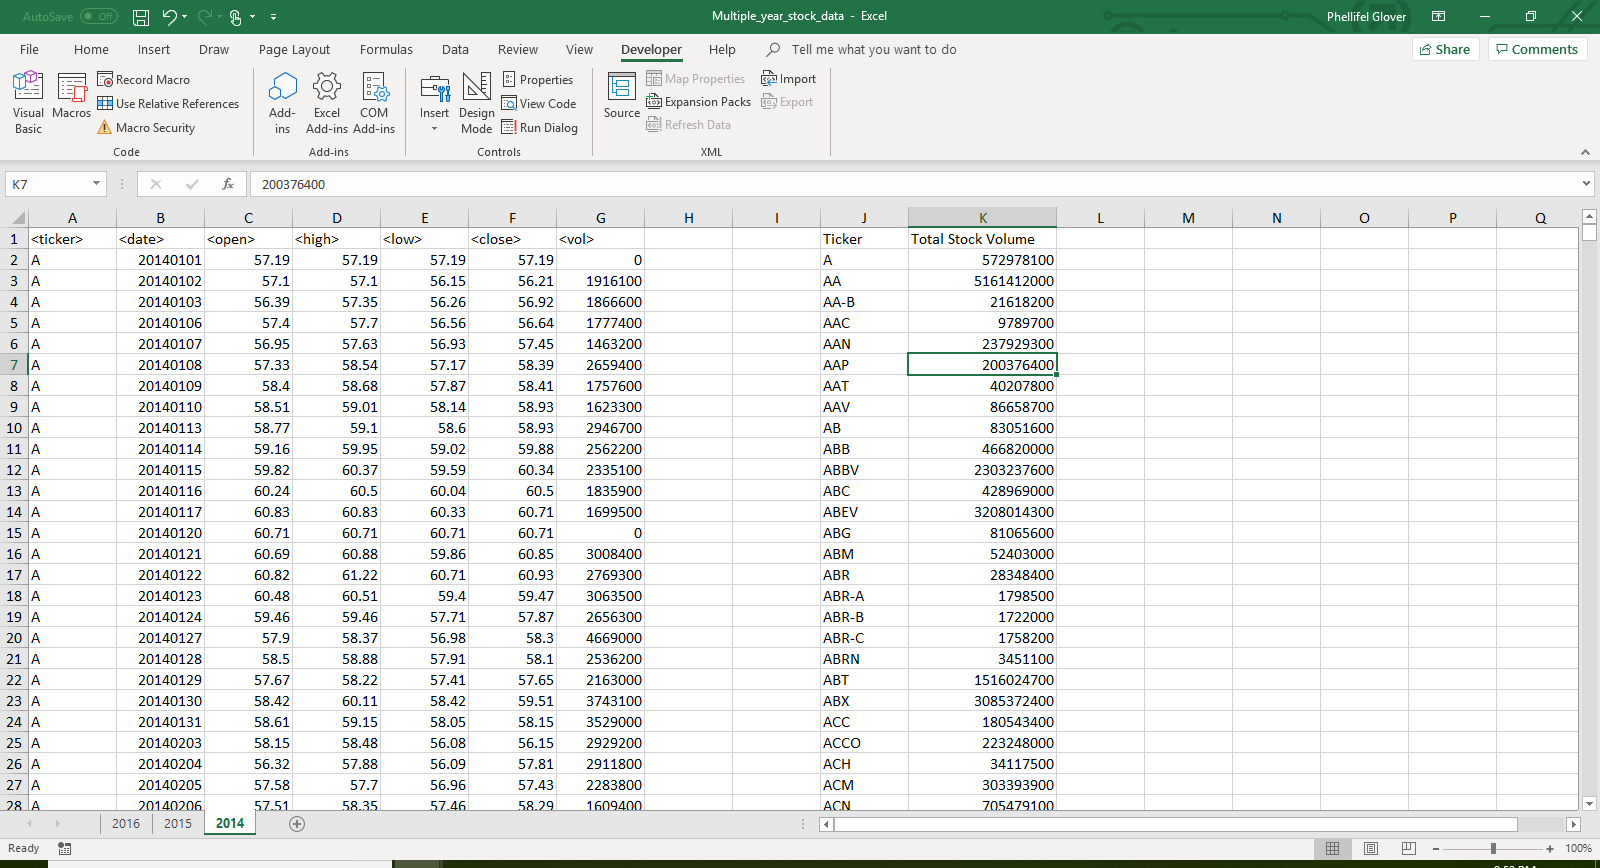 AutoSave Off Multiple_year_stock_data - Excel Phellifel Glover
File Home Insert Draw Page Layout Formulas Data Review View Developer Help Tell me what you want to do Share Comments
Visual Basic Macros Record Macro Use Relative References Macro Security
Add-ins Excel Add-ins COM Add-ins
Insert Design Mode Properties View Code Run Dialog
Source Map Properties Expansion Packs Refresh Data Import Export
Code Add-ins Controls XML
K7 fx 200376400
A B C D E F G H I J K L M N O P Q
1 <ticker> <date> <open> <high> <low> <close> <vol> Ticker Total Stock Volume
2 A 20140101 57.19 57.19 57.19 57.19 0 A 572978100
3 A 20140102 57.1 57.1 56.15 56.21 1916100 AA 5161412000
4 A 20140103 56.39 57.35 56.26 56.92 1866600 AA-B 21618200
5 A 20140106 57.4 57.7 56.56 56.64 1777400 AAC 9789700
6 A 20140107 56.95 57.63 56.93 57.45 1463200 AAN 237929300
7 A 20140108 57.33 58.54 57.17 58.39 2659400 AAP 200376400
8 A 20140109 58.4 58.68 57.87 58.41 1757600 AAT 40207800
9 A 20140110 58.51 59.01 58.14 58.93 1623300 AAV 86658700
10 A 20140113 58.77 59.1 58.6 58.93 2946700 AB 83051600
11 A 20140114 59.16 59.95 59.02 59.88 2562200 ABB 466820000
12 A 20140115 59.82 60.37 59.59 60.34 2335100 ABBV 2303237600
13 A 20140116 60.24 60.5 60.04 60.5 1835900 ABC 428969000
14 A 20140117 60.83 60.83 60.33 60.71 1699500 ABEV 3208014300
15 A 20140120 60.71 60.71 60.71 60.71 0 ABG 81065600
16 A 20140121 60.69 60.88 59.86 60.85 3008400 ABM 52403000
17 A 20140122 60.82 61.22 60.71 60.93 2769300 ABR 28348400
18 A 20140123 60.48 60.51 59.4 59.47 3063500 ABR-A 1798500
19 A 20140124 59.46 59.46 57.71 57.87 2656300 ABR-B 1722000
20 A 20140127 57.9 58.37 56.98 58.3 4669000 ABR-C 1758200
21 A 20140128 58.5 58.88 57.91 58.1 2536200 ABRN 3451100
22 A 20140129 57.67 58.22 57.41 57.65 2163000 ABT 1516024700
23 A 20140130 58.42 60.11 58.42 59.51 3743100 ABX 3085372400
24 A 20140131 58.61 59.15 58.05 58.15 3529000 ACC 180543400
25 A 20140203 58.15 58.48 56.08 56.15 2929200 ACCO 223248000
26 A 20140204 56.32 57.88 56.09 57.81 2911800 ACH 34117500
27 A 20140205 57.58 57.7 56.96 57.43 2283800 ACM 303393900
28 A 20140206 57.51 58.35 57.46 58.29 1609400 ACN 705479100
2016 2015 2014
Ready 100%